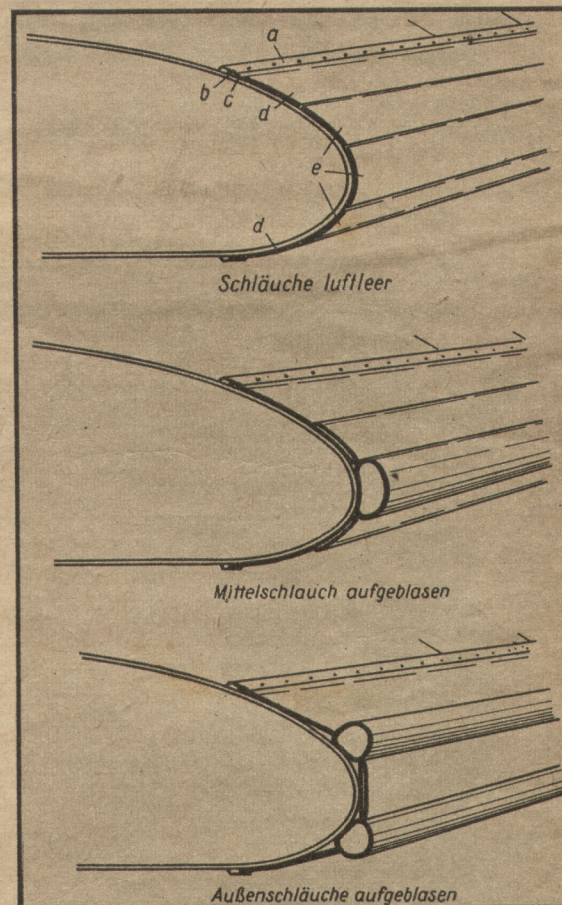 a
b c d
e
d
Schläuche luftleer
Mittelschlauch aufgeblasen
Außenschläuche aufgeblasen